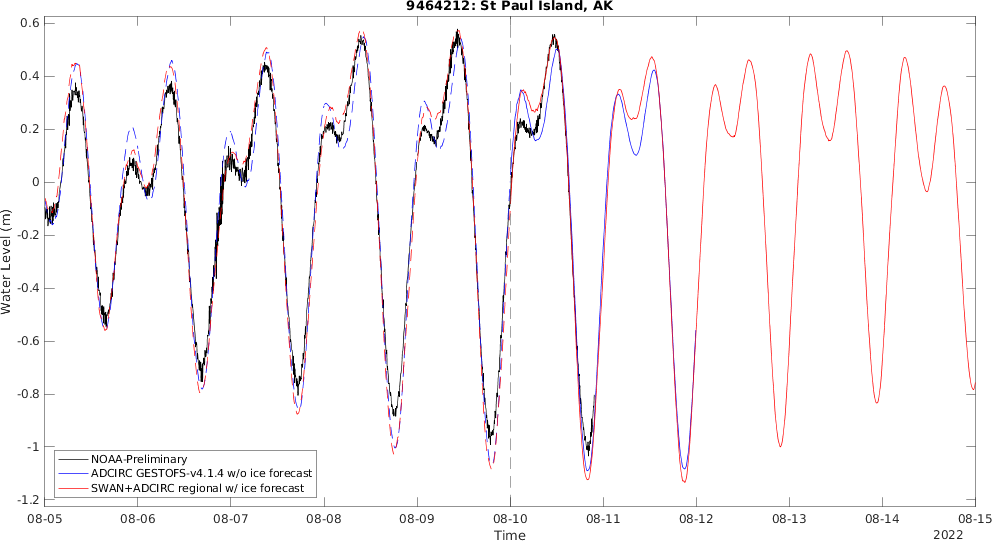 9464212: St Paul Island, AK
0.6
0.4
0.2
0
-0.2
-0.4
-0.6
-0.8
-1
-1.2
Water Level (m)
NOAA-Preliminary
ADCIRC GESTOFS-v4.1.4 w/o ice forecast
SWAN+ADCIRC regional w/ ice forecast
08-05 08-06 08-07 08-08 08-09 08-10 08-11 08-12 08-13 08-14 08-15
Time
2022